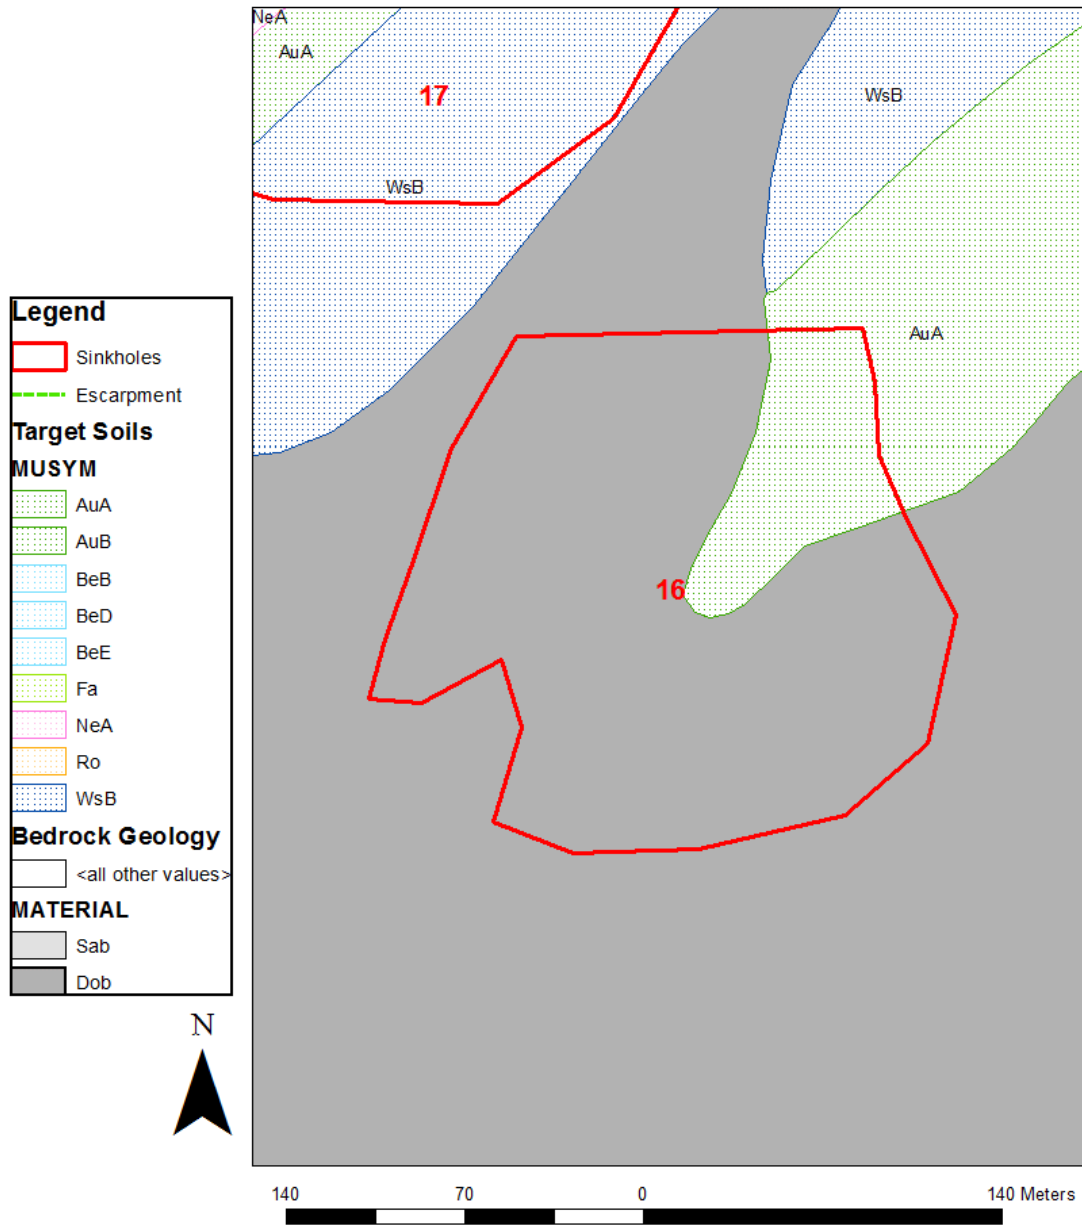 NeA
AuA
17
WsB
WsB
AuA
16
Legend
Sinkholes
Escarpment
Target Soils
MUSYM
AuA
AuB
BeB
BeD
BeE
Fa
NeA
Ro
WsB
Bedrock Geology
<all other values>
MATERIAL
Sab
Dob
N
140 70 0 140 Meters